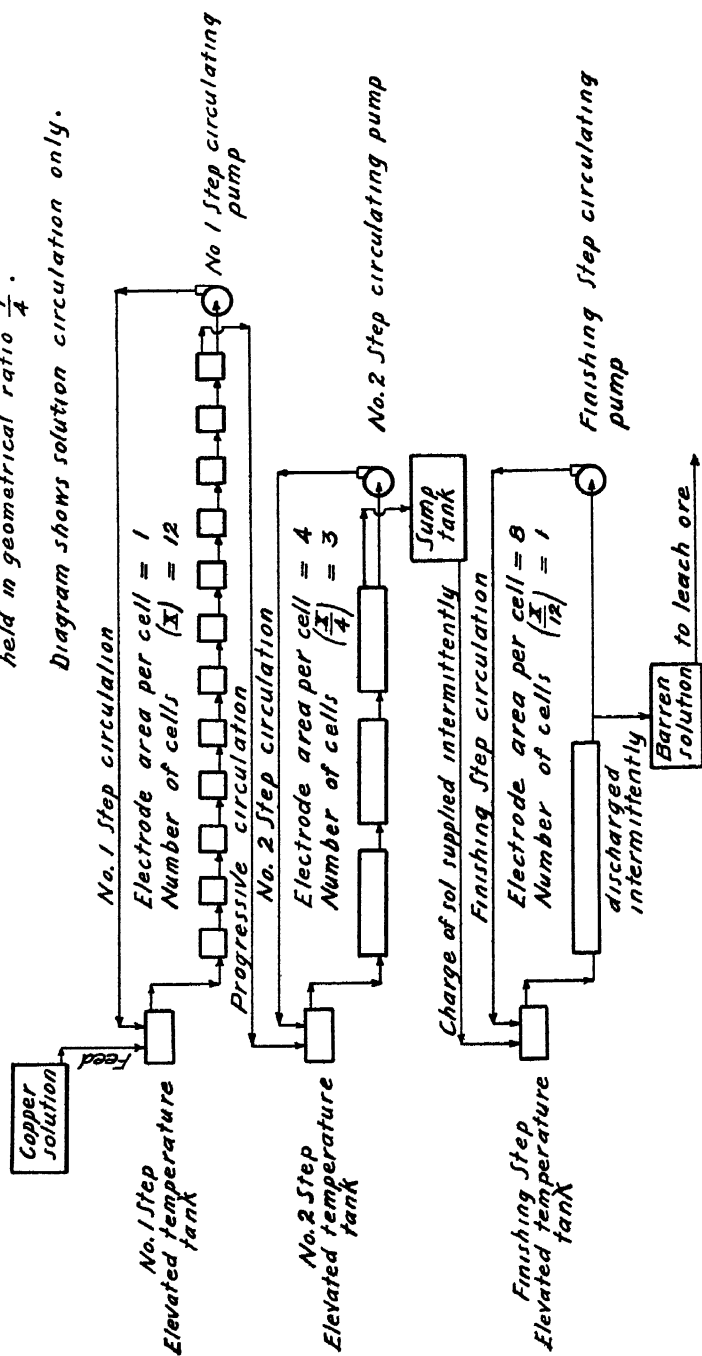 held in geometrical ratio 1/4.
Diagram shows solution circulation only.
Copper
solution
Feed
No. 1 Step circulation
No. 1 Step
Elevated temperature
tank
Electrode area per cell = 1
Number of cells (X) = 12
No 1 Step circulating
pump
Progressive circulation
No. 2 Step circulation
No. 2 Step
Elevated temperature
tank
Electrode area per cell = 4
Number of cells (X/4) = 3
No. 2 Step circulating pump
Sump
tank
Charge of sol supplied intermittently
Finishing Step circulation
Finishing Step
Elevated temperature
tank
Electrode area per cell = 8
Number of cells (X/12) = 1
Finishing Step circulating
pump
discharged
intermittently
Barren
solution
to leach ore